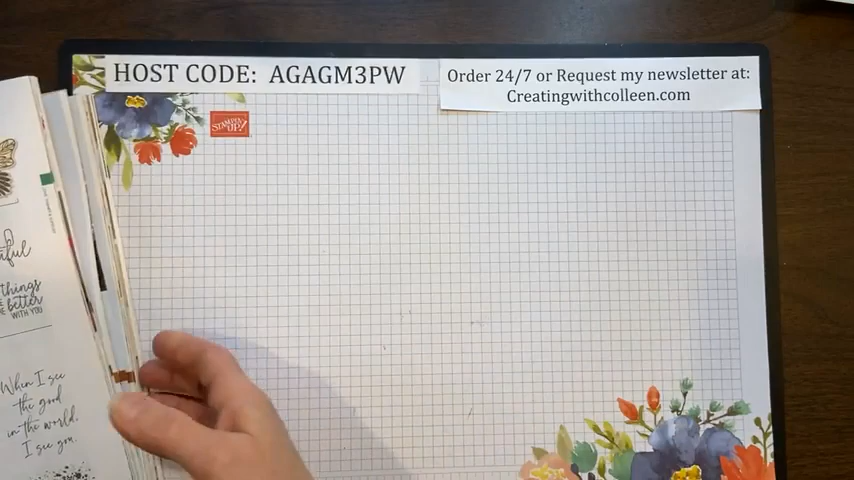 HOST CODE: AGAGM3PW
Order 24/7 or Request my newsletter at:
Creatingwithcolleen.com
STAMPIN' UP!
things
better
WITH YOU
When I see
the good
in the world,
I see you.